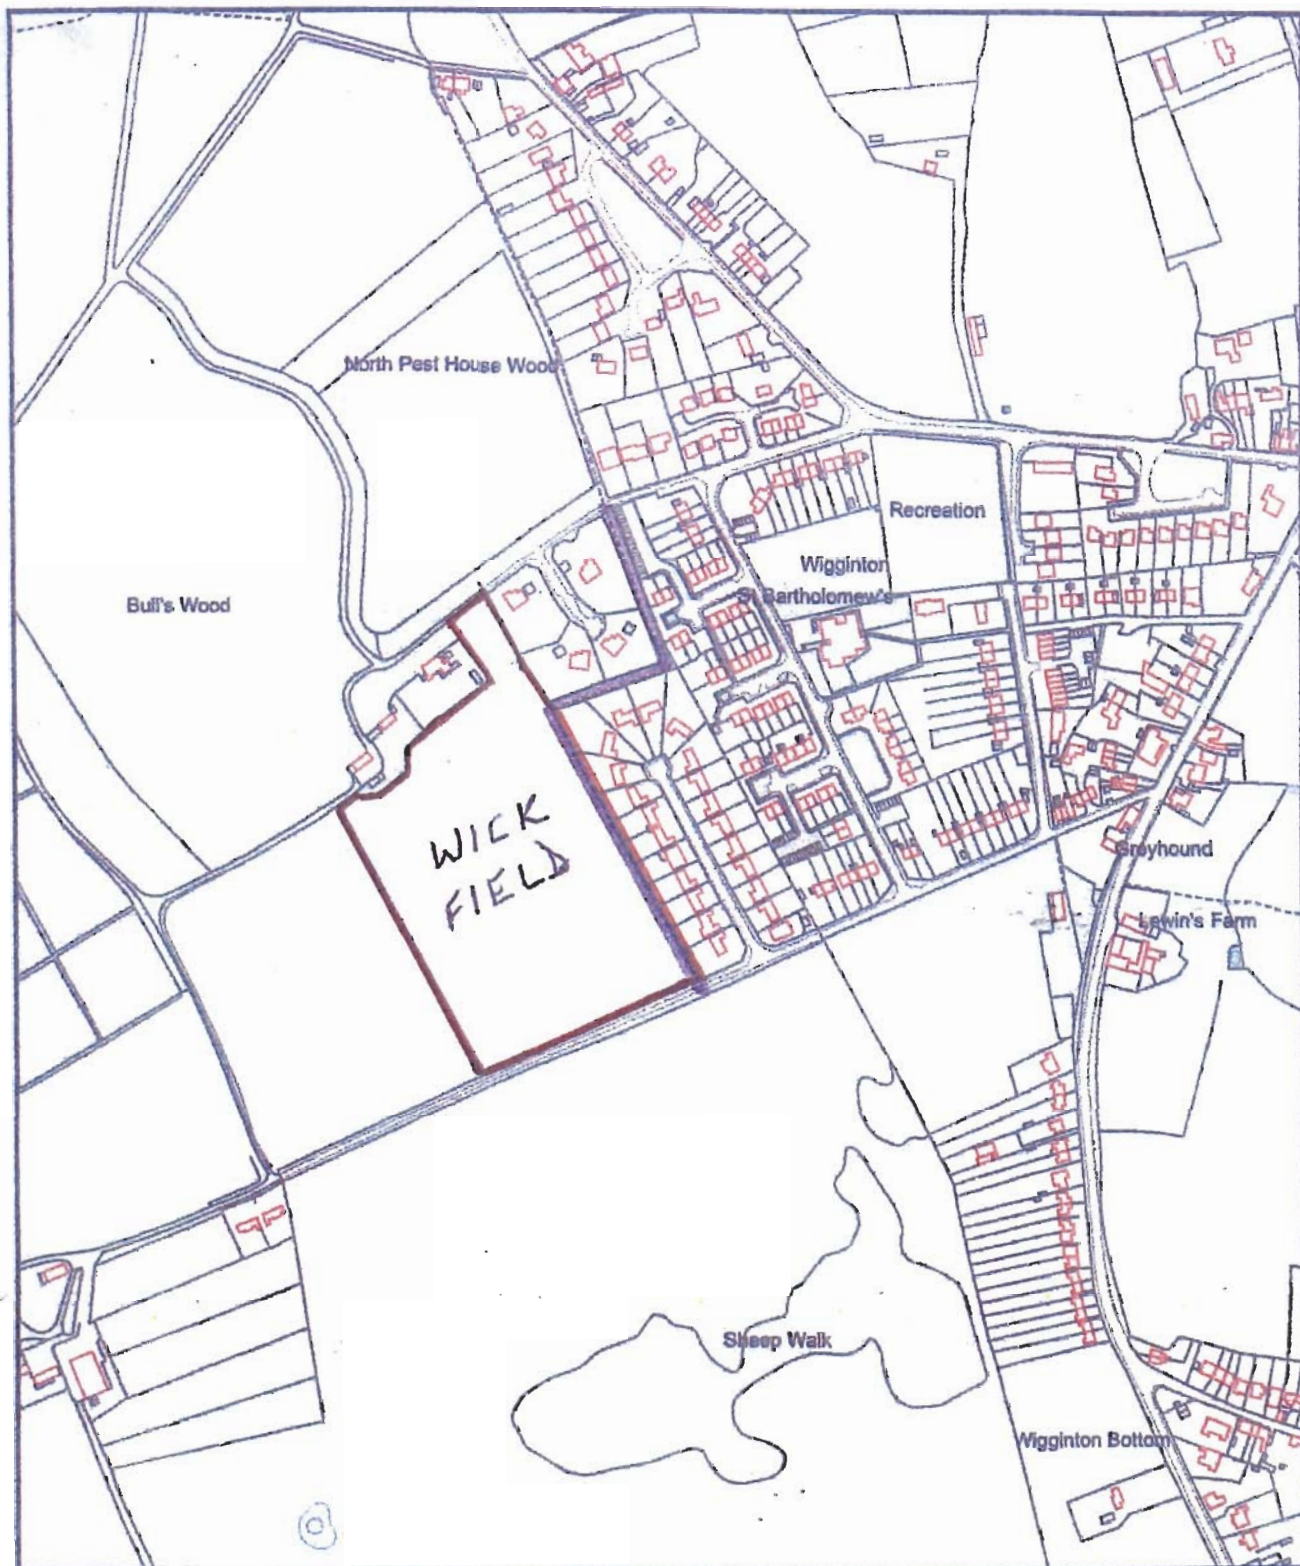 North Pest House Wood
Recreation
Wigginton
St Bartholomew's
Bull's Wood
WICK
FIELD
Greyhound
Lewin's Farm
Sheep Walk
Wigginton Bottom